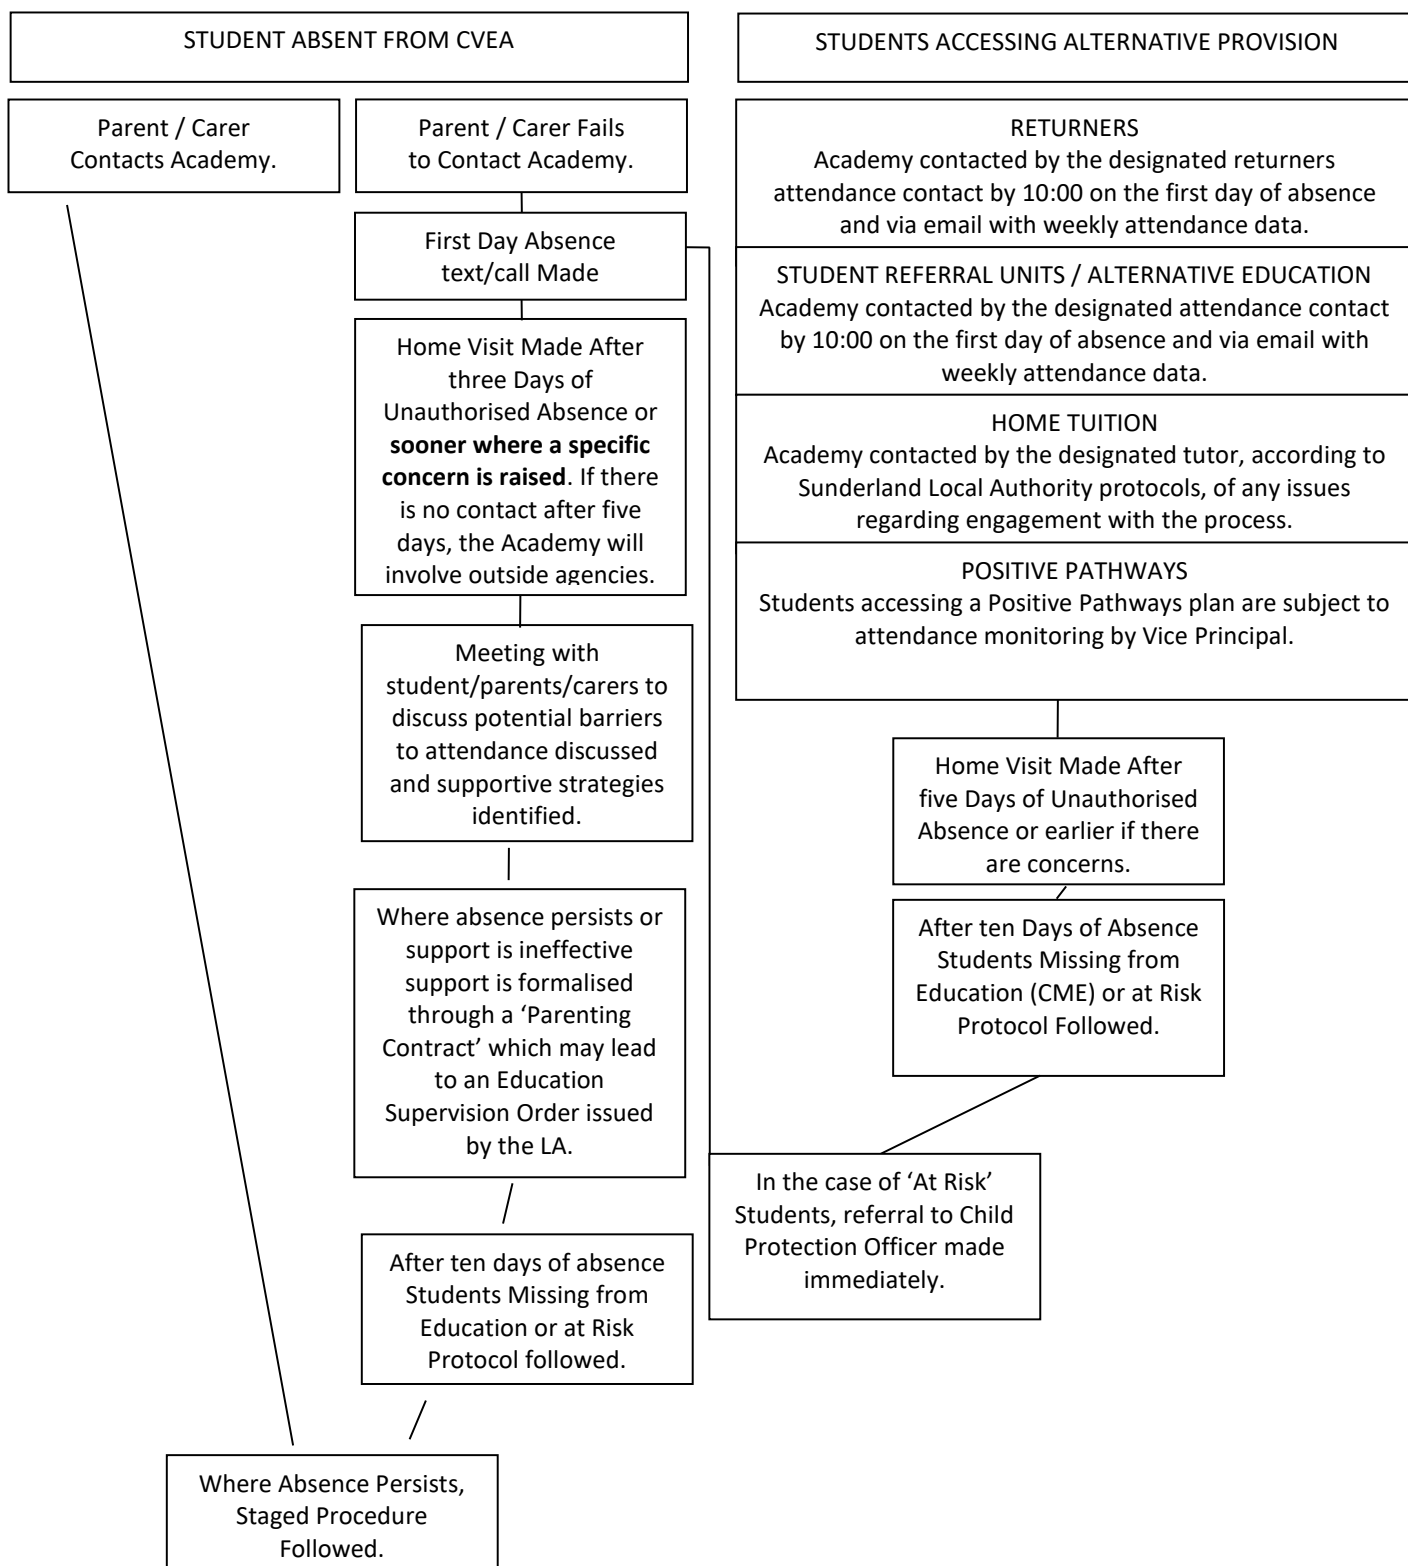 STUDENT ABSENT FROM CVEA
Parent / Carer
Contacts Academy.
Parent / Carer Fails
to Contact Academy.
First Day Absence
text/call Made
Home Visit Made After
three Days of
Unauthorised Absence or
sooner where a specific
concern is raised. If there
is no contact after five
days, the Academy will
involve outside agencies.
Meeting with
student/parents/carers to
discuss potential barriers
to attendance discussed
and supportive strategies
identified.
Where absence persists or
support is ineffective
support is formalised
through a ‘Parenting
Contract’ which may lead
to an Education
Supervision Order issued
by the LA.
After ten days of absence
Students Missing from
Education or at Risk
Protocol followed.
Where Absence Persists,
Staged Procedure
Followed.
STUDENTS ACCESSING ALTERNATIVE PROVISION
RETURNERS
Academy contacted by the designated returners
attendance contact by 10:00 on the first day of absence
and via email with weekly attendance data.
STUDENT REFERRAL UNITS / ALTERNATIVE EDUCATION
Academy contacted by the designated attendance contact
by 10:00 on the first day of absence and via email with
weekly attendance data.
HOME TUITION
Academy contacted by the designated tutor, according to
Sunderland Local Authority protocols, of any issues
regarding engagement with the process.
POSITIVE PATHWAYS
Students accessing a Positive Pathways plan are subject to
attendance monitoring by Vice Principal.
Home Visit Made After
five Days of Unauthorised
Absence or earlier if there
are concerns.
After ten Days of Absence
Students Missing from
Education (CME) or at Risk
Protocol Followed.
In the case of ‘At Risk’
Students, referral to Child
Protection Officer made
immediately.